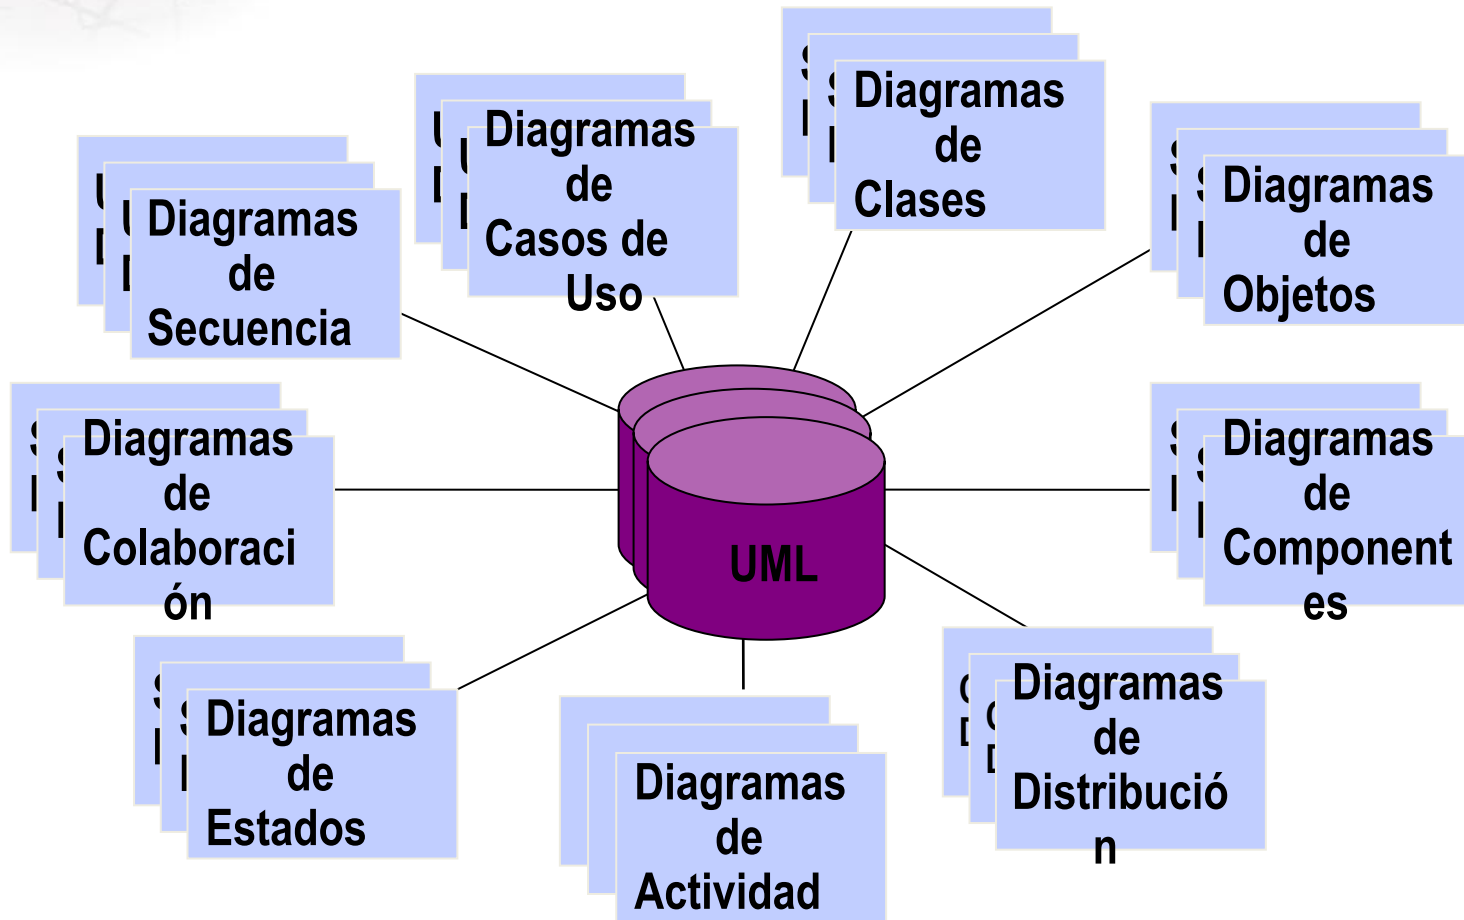 Diagramas
de
Clases
Diagramas
de
Casos de
Uso
Diagramas
de
Objetos
Diagramas
de
Secuencia
Diagramas
de
Colaboraci
ón
Diagramas
de
Component
es
UML
Diagramas
de
Distribució
n
Diagramas
de
Estados
Diagramas
de
Actividad